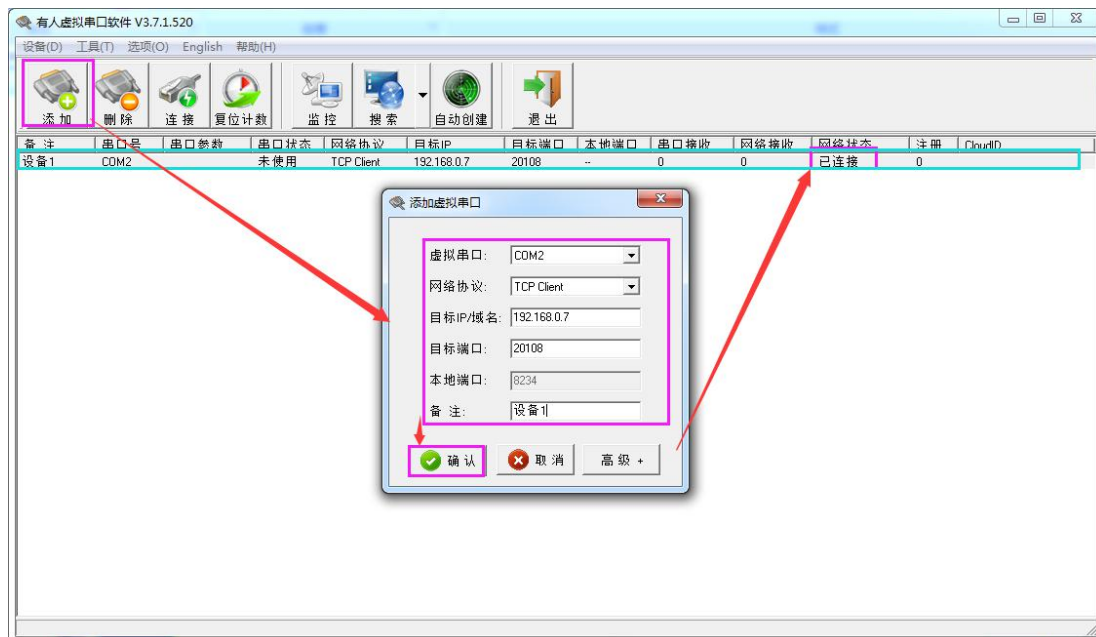 有人虚拟串口软件 V3.7.1.520
设备(D) 工具(T) 选项(O) English 帮助(H)
添 加 删 除 连 接 复位计数 监 控 搜 索 自动创建 退 出
备 注 串口号 串口参数 串口状态 网络协议 目标IP 目标端口 本地端口 串口接收 网络接收 网络状态 注 册 CloudID
设备1 COM2 未使用 TCP Client 192.168.0.7 20108 -- 0 0 已连接 0
添加虚拟串口
虚拟串口: COM2
网络协议: TCP Client
目标IP/域名: 192.168.0.7
目标端口: 20108
本地端口: 8234
备 注: 设备1
确 认 取 消 高 级 +